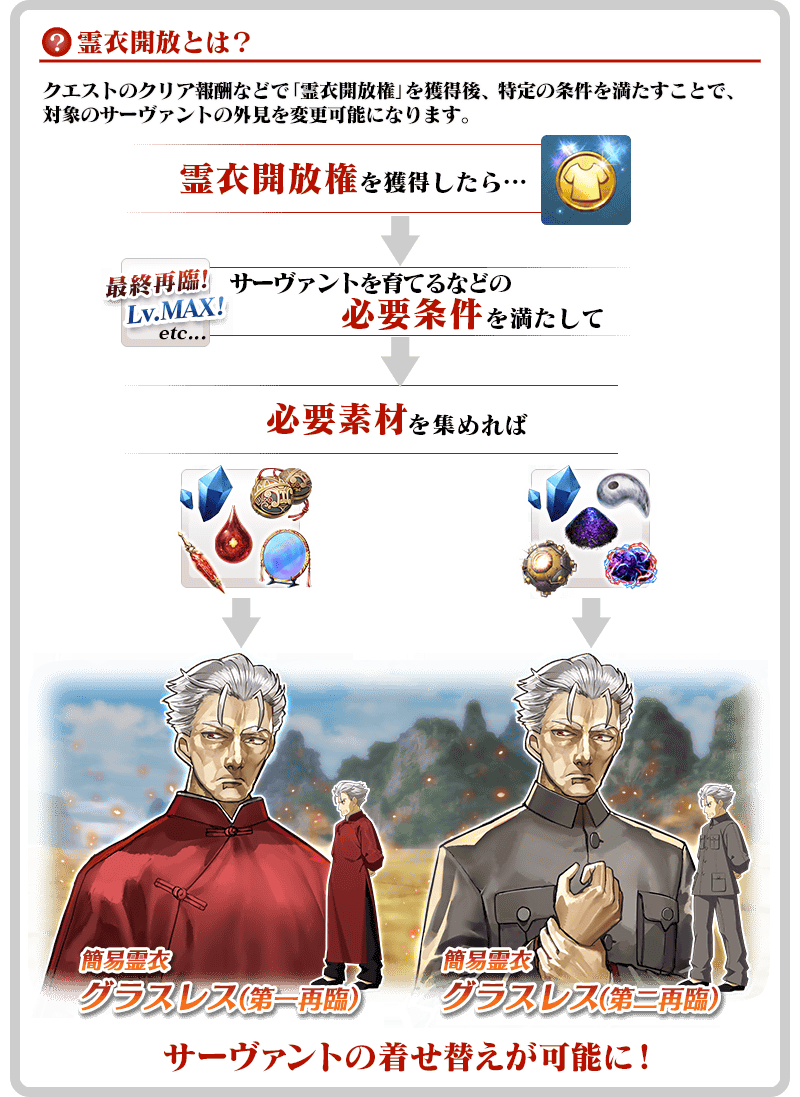 ?霊衣開放とは?
クエストのクリア報酬などで「霊衣開放権」を獲得後、特定の条件を満たすことで、
対象のサーヴァントの外見を変更可能になります。
霊衣開放権を獲得したら…
最終再臨!
Lv.MAX!
etc...
サーヴァントを育てるなどの
必要条件を満たして
必要素材を集めれば
簡易霊衣
グラスレス(第一再臨)
簡易霊衣
グラスレス(第二再臨)
サーヴァントの着せ替えが可能に!